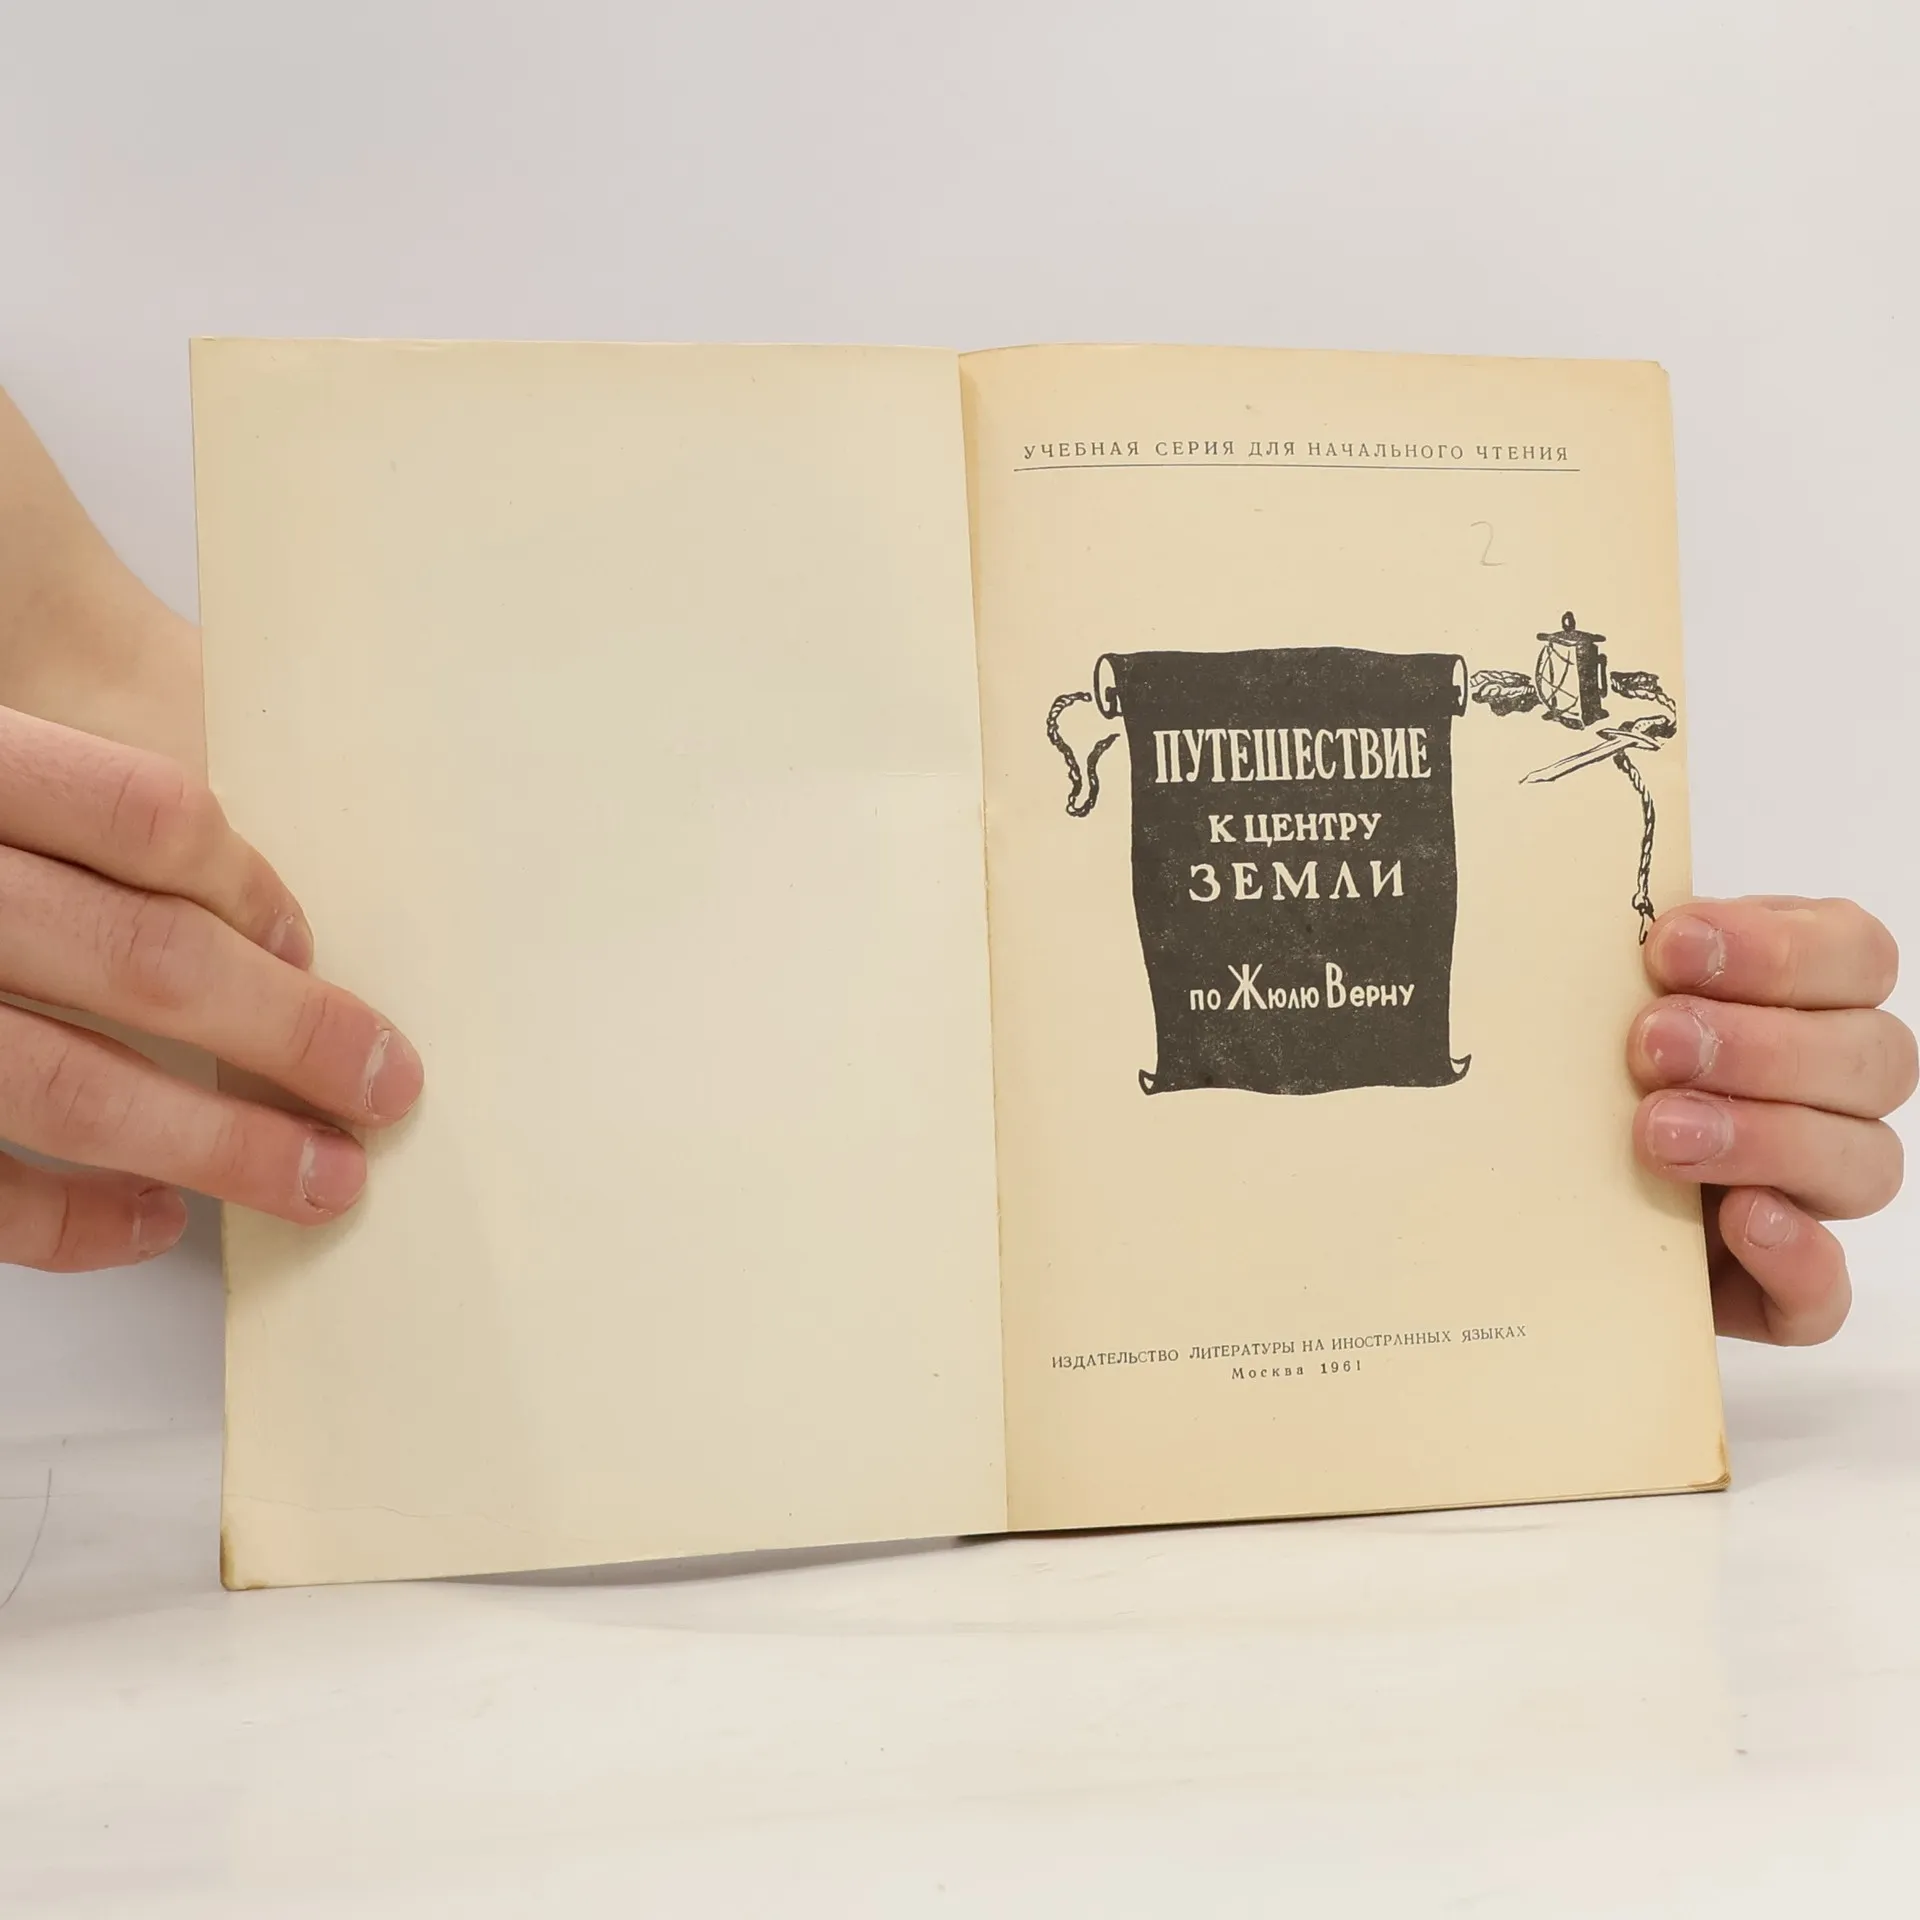 УЧЕБНАЯ СЕРИЯ ДЛЯ НАЧАЛЬНОГО ЧТЕНИЯ
2
ПУТЕШЕСТВИЕ
К ЦЕНТРУ
ЗЕМЛИ
по Жюлю Верну
ИЗДАТЕЛЬСТВО ЛИТЕРАТУРЫ НА ИНОСТРАННЫХ ЯЗЫКАХ
Москва 1961